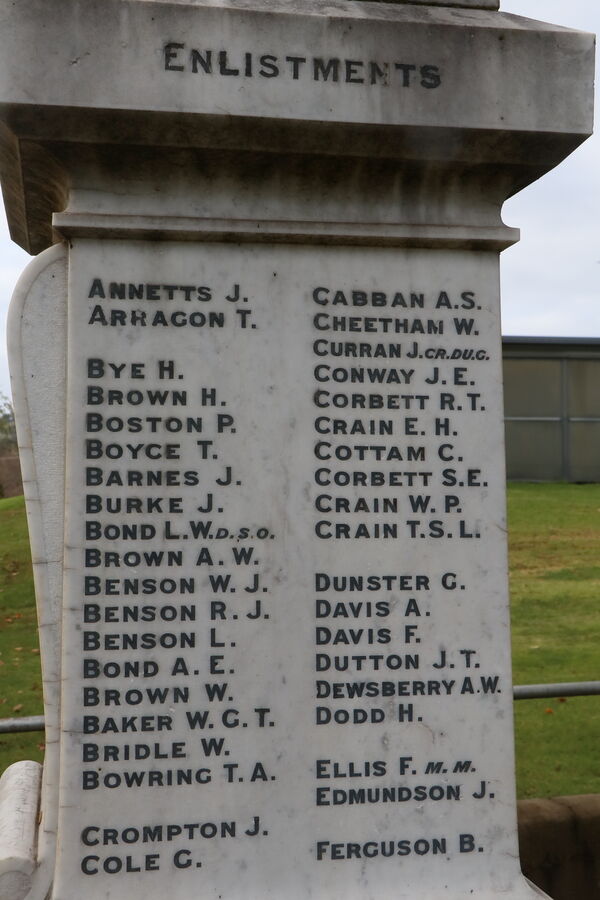 ENLISTMENTS
ANNETTS J.
ARRAGON T.
BYE H.
BROWN H.
BOSTON P.
BOYCE T.
BARNES J.
BURKE J.
BOND L.W. D.S.O.
BROWN A.W.
BENSON W.J.
BENSON R.J.
BENSON L.
BOND A.E.
BROWN W.
BAKER W.G.T.
BRIDLE W.
BOWRING T.A.
CROMPTON J.
COLE G.
CABBAN A.S.
CHEETHAM W.
CURRAN J. CR.DU.G.
CONWAY J.E.
CORBETT R.T.
CRAIN E.H.
COTTAM C.
CORBETT S.E.
CRAIN W.P.
CRAIN T.S.L.
DUNSTER G.
DAVIS A.
DAVIS F.
DUTTON J.T.
DEWSBERRY A.W.
DODD H.
ELLIS F. M.M.
EDMUNDSON J.
FERGUSON B.